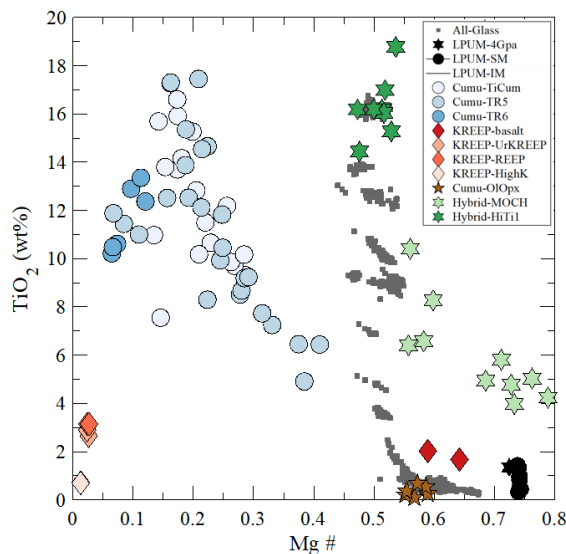 TiO₂ (wt%)
20
18
16
14
12
10
8
6
4
2
0
0
0.1
0.2
0.3
0.4
0.5
0.6
0.7
0.8
Mg #
All-Glass
LPUM-4Gpa
LPUM-SM
LPUM-IM
Cumu-TiCum
Cumu-TR5
Cumu-TR6
KREEP-basalt
KREEP-UrKREEP
KREEP-REEP
KREEP-HighK
Cumu-OlOpx
Hybrid-MOCH
Hybrid-HiTi1